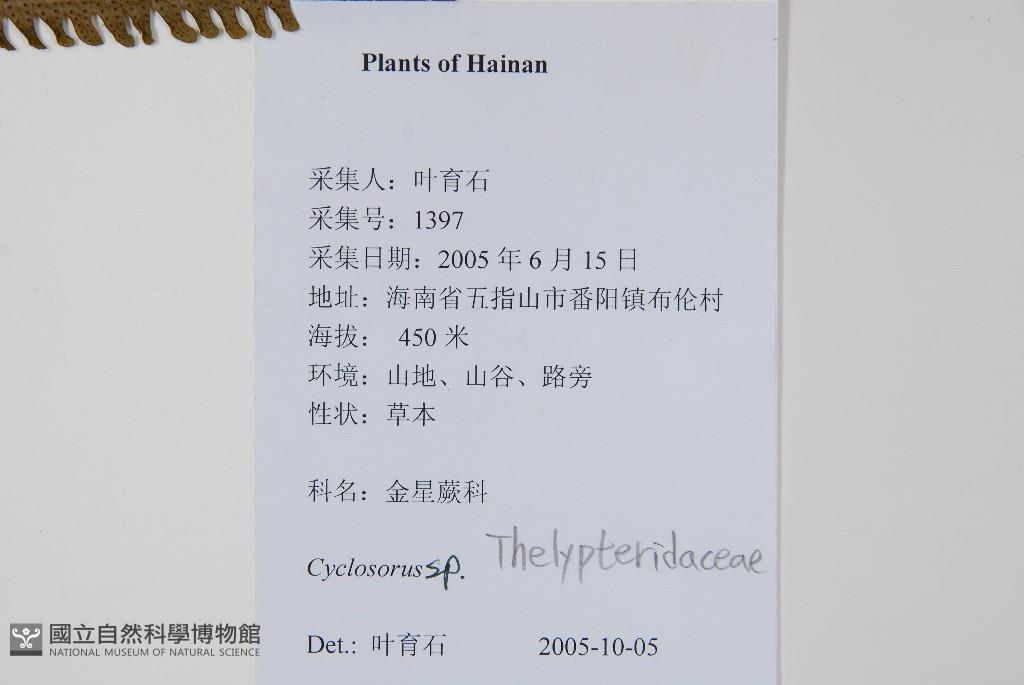 Plants of Hainan
采集人：叶育石
采集号：1397
采集日期：2005 年 6 月 15 日
地址：海南省五指山市番阳镇布伦村
海拔： 450 米
环境：山地、山谷、路旁
性状：草本
科名：金星蕨科
Thelypteridaceae
Cyclosorus sp.
Det.: 叶育石 2005-10-05
國立自然科學博物館
NATIONAL MUSEUM OF NATURAL SCIENCE